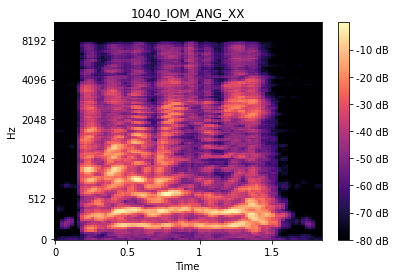 1040_IOM_ANG_XX
8192
4096
2048
1024
512
0
Hz
0
0.5
1
1.5
Time
-10 dB
-20 dB
-30 dB
-40 dB
-50 dB
-60 dB
-70 dB
-80 dB